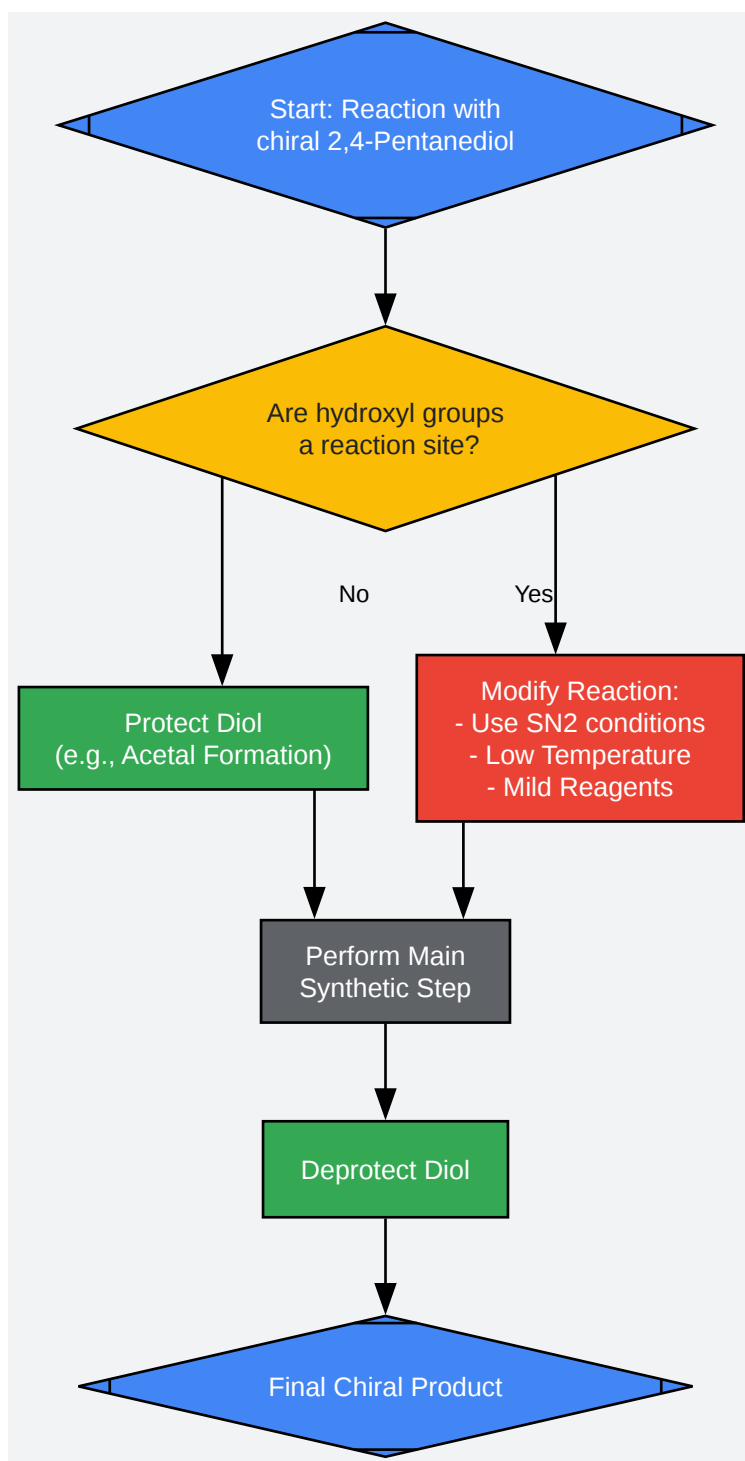 Start: Reaction with
chiral 2,4-Pentanediol
Are hydroxyl groups
a reaction site?
No
Yes
Protect Diol
(e.g., Acetal Formation)
Modify Reaction:
- Use SN2 conditions
- Low Temperature
- Mild Reagents
Perform Main
Synthetic Step
Deprotect Diol
Final Chiral Product